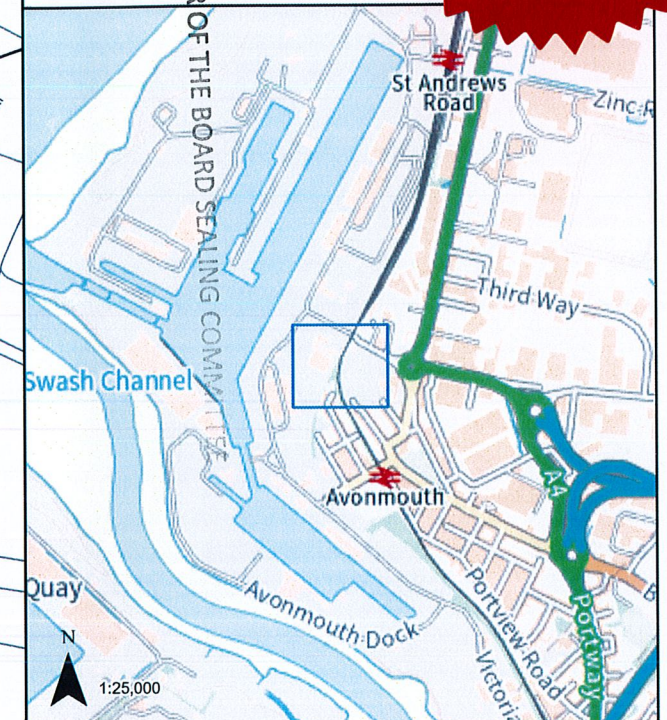 St Andrews
Road
Zinc R
OF THE BOARD SEALING
Third Way
Swash Channel
Avonmouth
A4
Quay
Avonmouth Dock
Portview Road
Portway
Victoria
B
N
1:25,000